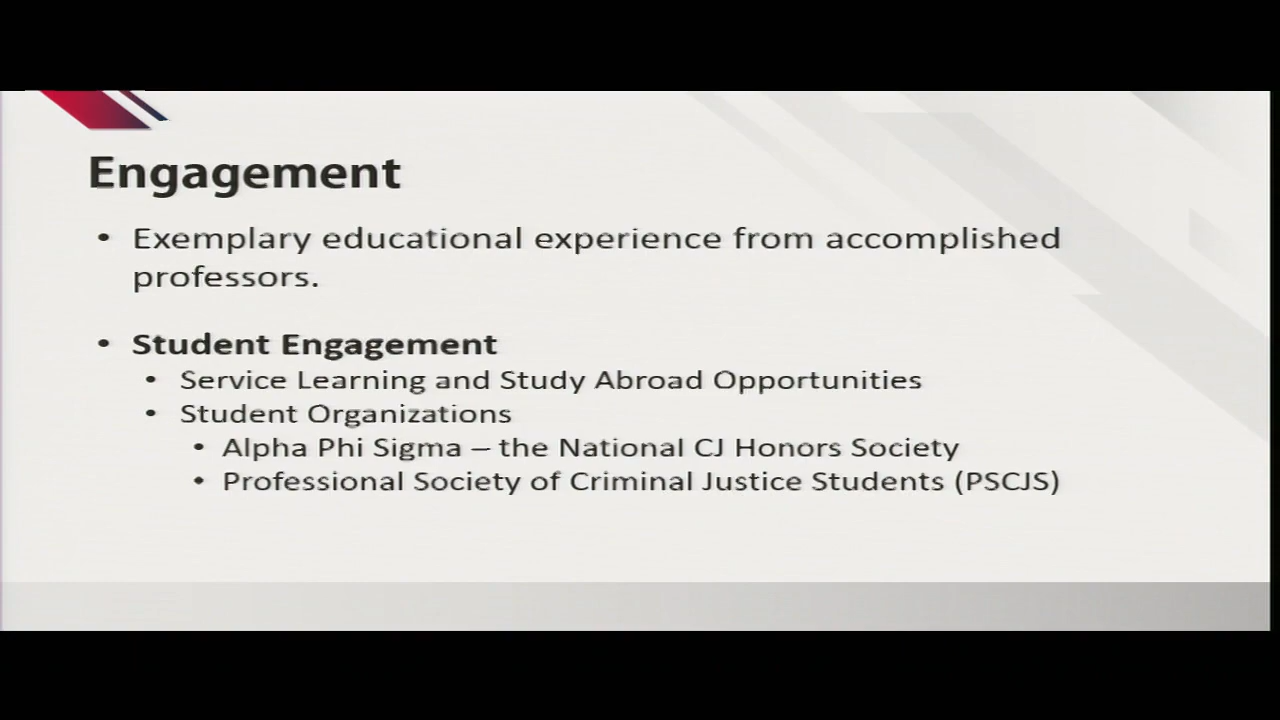 Engagement
• Exemplary educational experience from accomplished
professors.
• Student Engagement
• Service Learning and Study Abroad Opportunities
• Student Organizations
• Alpha Phi Sigma – the National CJ Honors Society
• Professional Society of Criminal Justice Students (PSCJS)